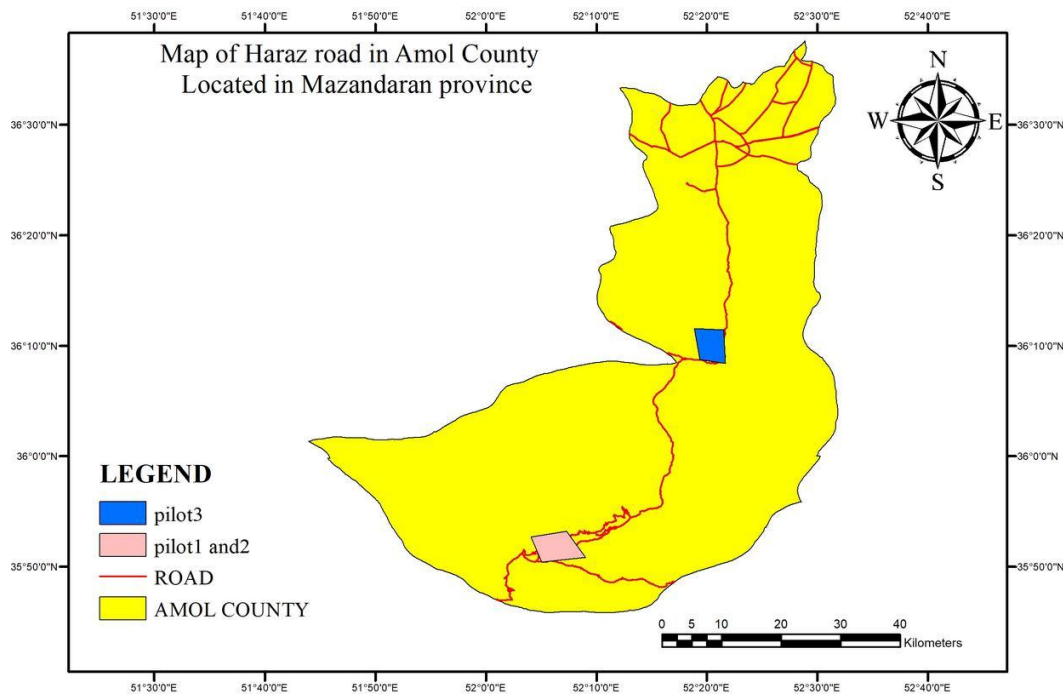 51°30'0"E 51°40'0"E 51°50'0"E 52°0'0"E 52°10'0"E 52°20'0"E 52°30'0"E 52°40'0"E
Map of Haraz road in Amol County
Located in Mazandaran province
N
W E
S
36°30'0"N 36°30'0"N
36°20'0"N 36°20'0"N
36°10'0"N 36°10'0"N
36°0'0"N 36°0'0"N
35°50'0"N 35°50'0"N
LEGEND
pilot3
pilot1 and2
ROAD
AMOL COUNTY
0 5 10 20 30 40
Kilometers
51°30'0"E 51°40'0"E 51°50'0"E 52°0'0"E 52°10'0"E 52°20'0"E 52°30'0"E 52°40'0"E